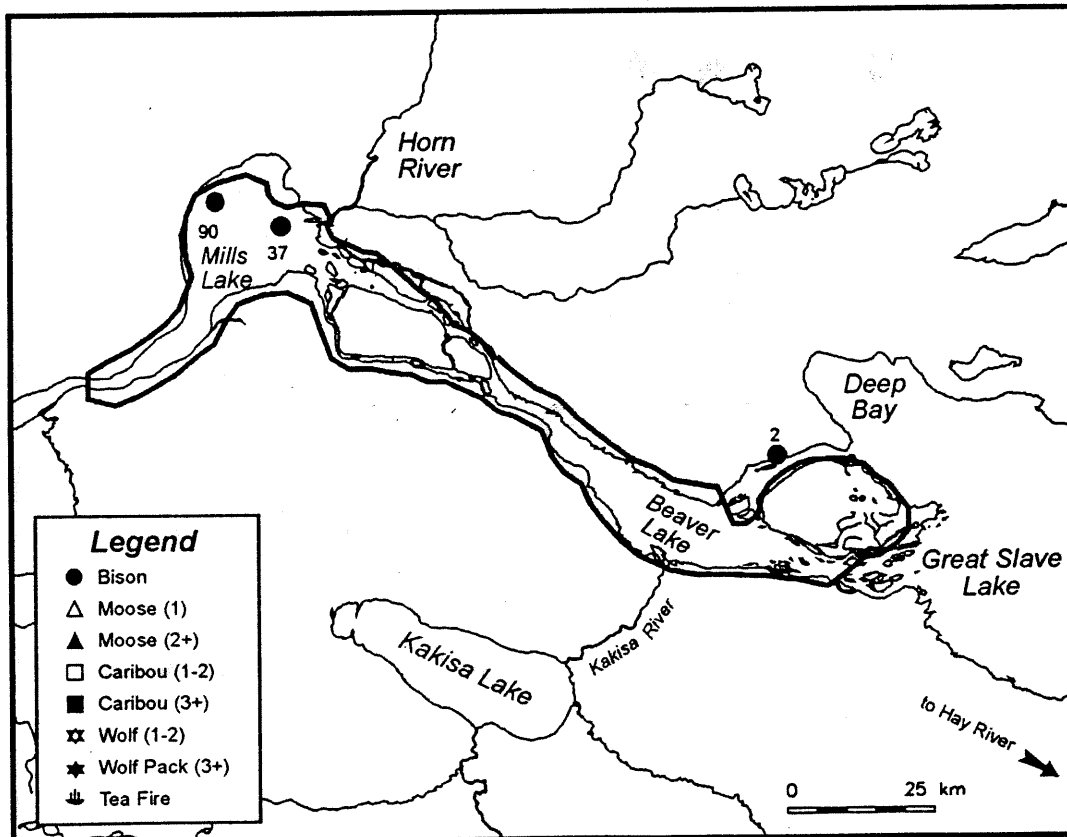 Horn
River
90
37
Mills
Lake
Deep
Bay
2
Beaver
Lake
Great Slave
Lake
Kakisa River
Kakisa Lake
to Hay River
0 25 km
Legend
Bison
Moose (1)
Moose (2+)
Caribou (1-2)
Caribou (3+)
Wolf (1-2)
Wolf Pack (3+)
Tea Fire